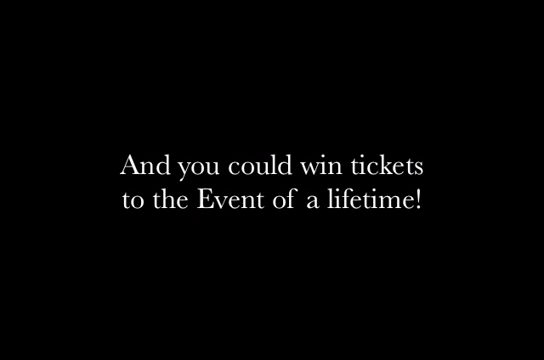 And you could win tickets
to the Event of a lifetime!